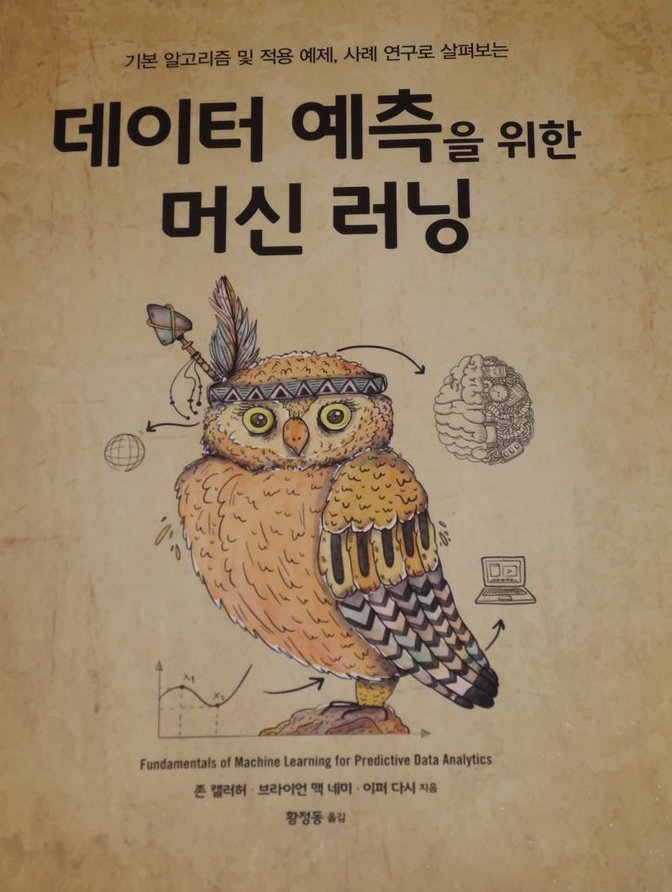 기본 알고리즘 및 적용 예제, 사례 연구로 살펴보는
데이터 예측을 위한
머신 러닝
x₁
x₂
Fundamentals of Machine Learning for Predictive Data Analytics
존 캘러허 · 브라이언 맥 네미 · 이퍼 다시 지음
황정동 옮김